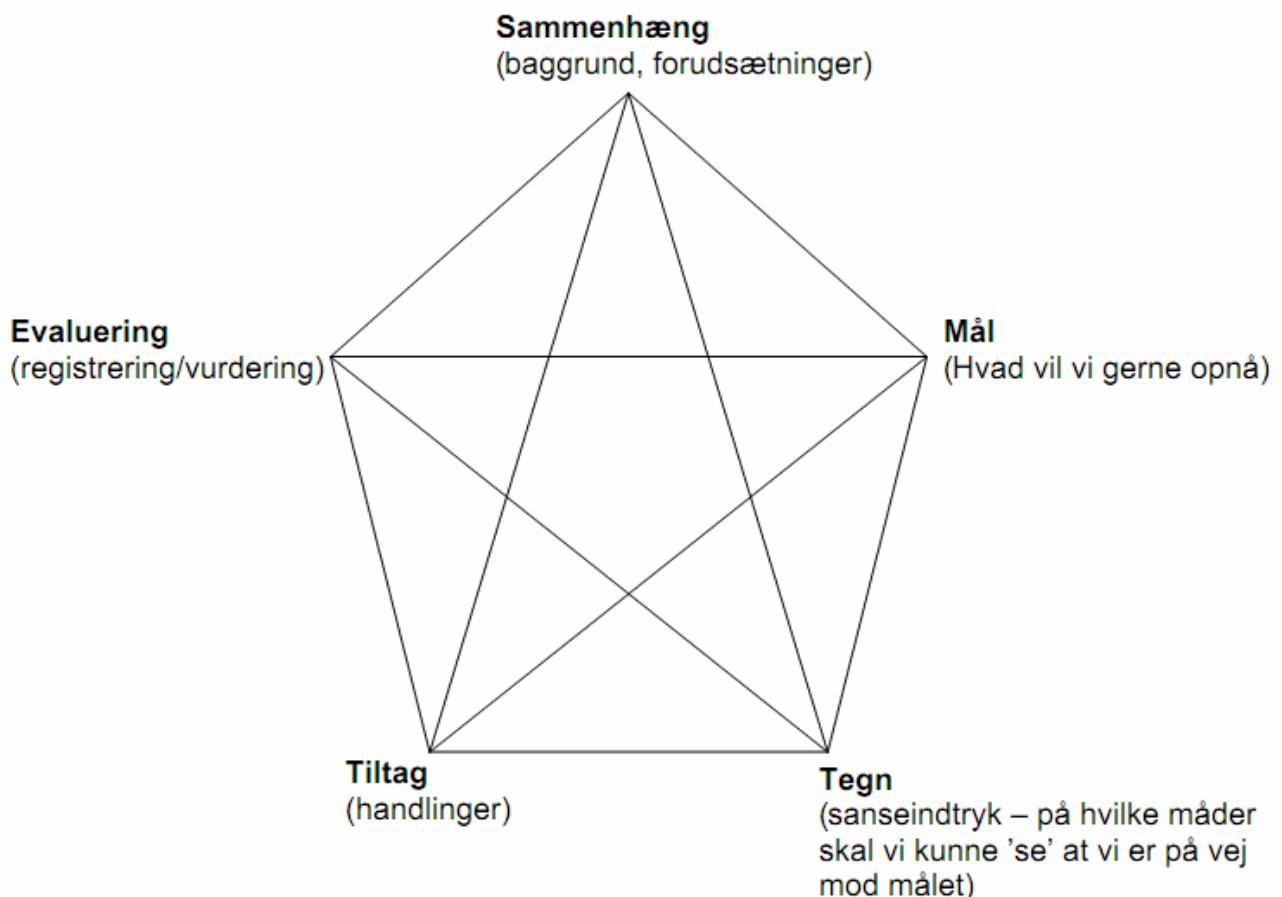 Sammenhæng
(baggrund, forudsætninger)
Evaluering
(registrering/vurdering)
Mål
(Hvad vil vi gerne opnå)
Tiltag
(handlinger)
Tegn
(sanseindtryk – på hvilke måder
skal vi kunne ’se’ at vi er på vej
mod målet)